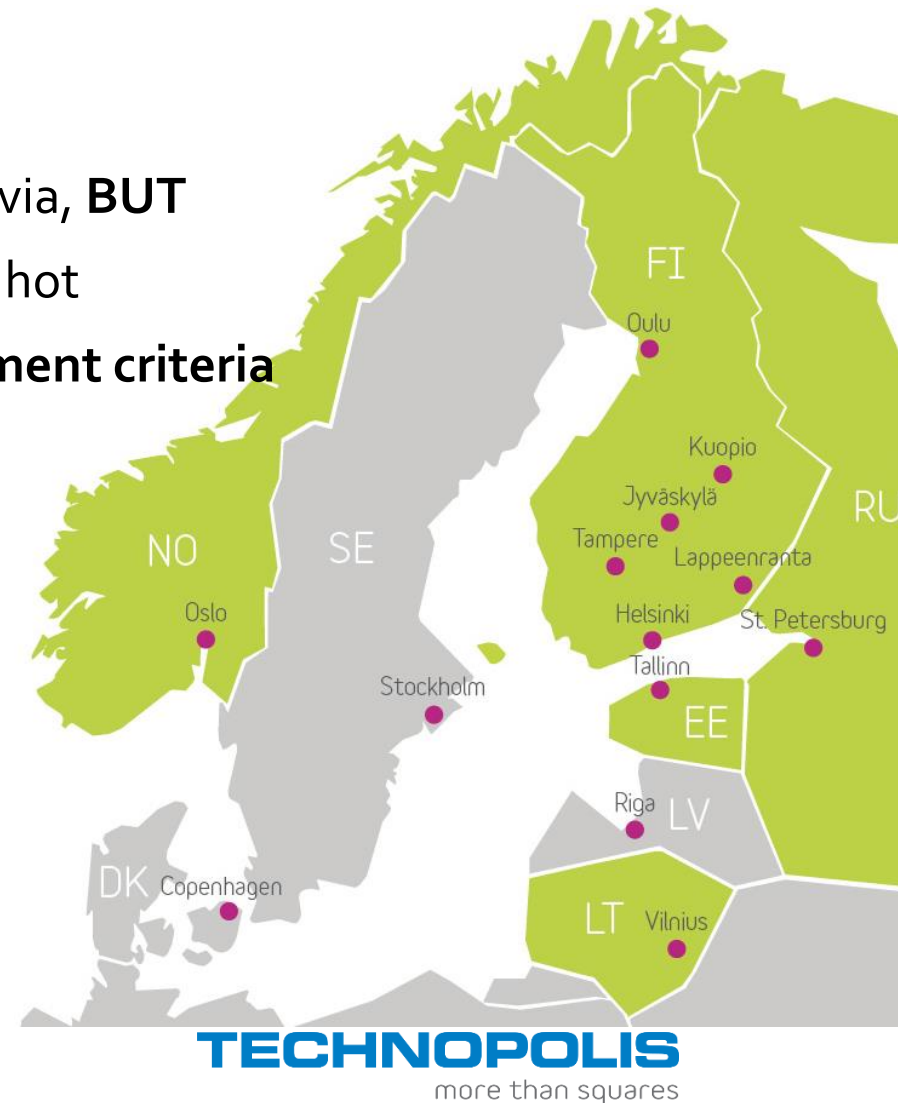 via, BUT
hot
ment criteria
FI
Oulu
Kuopio
Jyväskylä
RU
Tampere
NO
SE
Lappeenranta
Oslo
Helsinki
St. Petersburg
Tallinn
Stockholm
EE
Riga
LV
DK
Copenhagen
LT
Vilnius
TECHNOPOLIS
more than squares